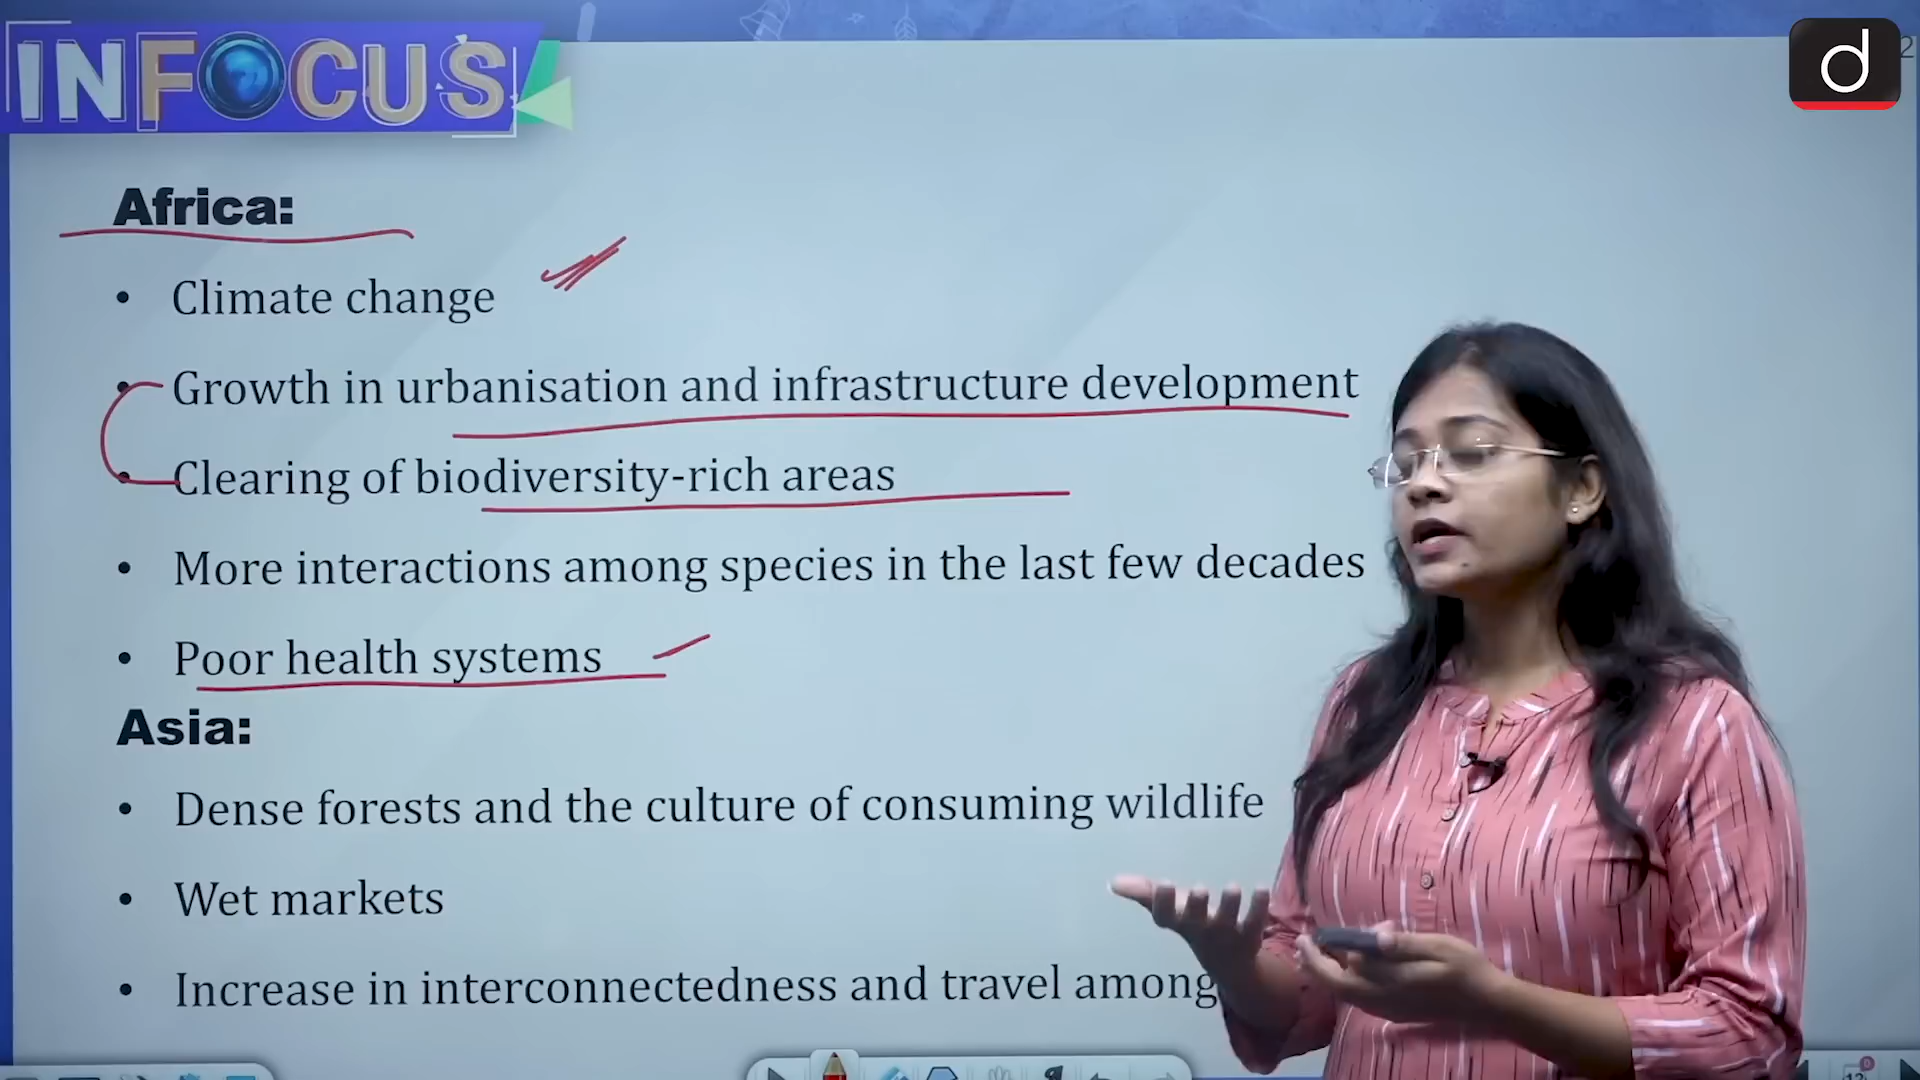 INFOCUS
d
2
Africa:
• Climate change
• Growth in urbanisation and infrastructure development
• Clearing of biodiversity-rich areas
• More interactions among species in the last few decades
• Poor health systems
Asia:
• Dense forests and the culture of consuming wildlife
• Wet markets
• Increase in interconnectedness and travel among
12